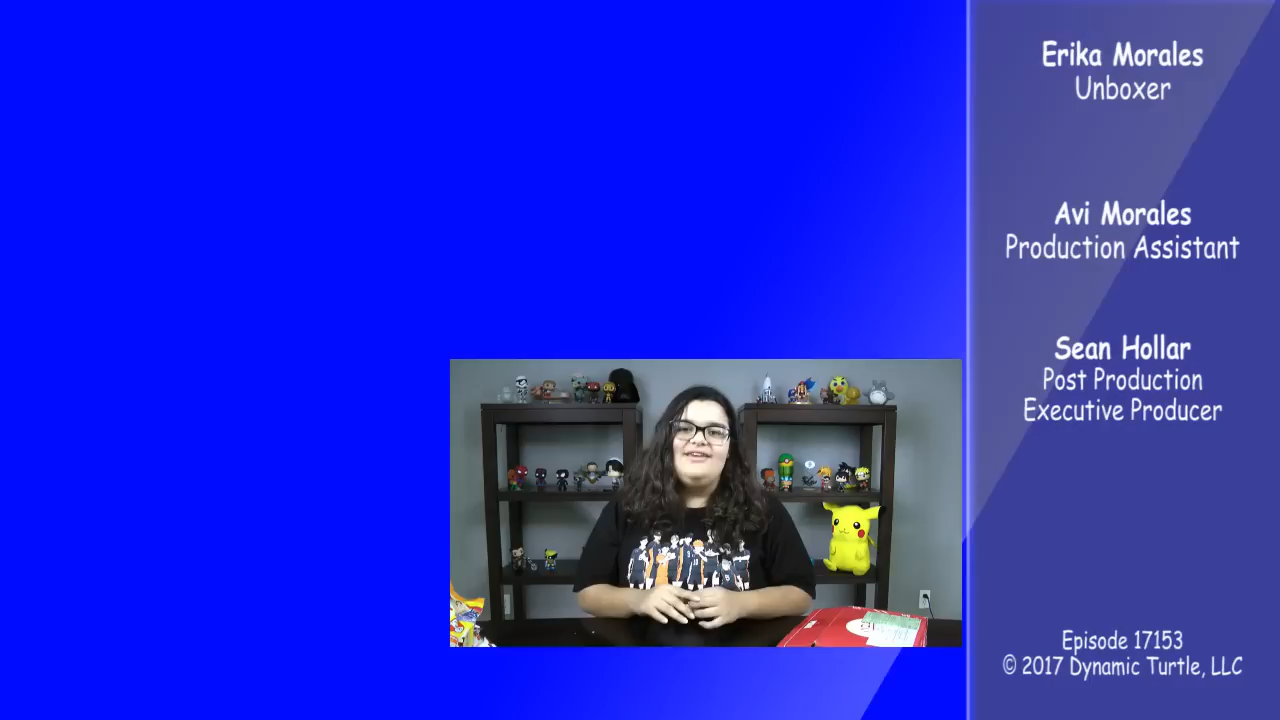 Erika Morales
Unboxer
Avi Morales
Production Assistant
Sean Hollar
Post Production
Executive Producer
Episode 17153
© 2017 Dynamic Turtle, LLC